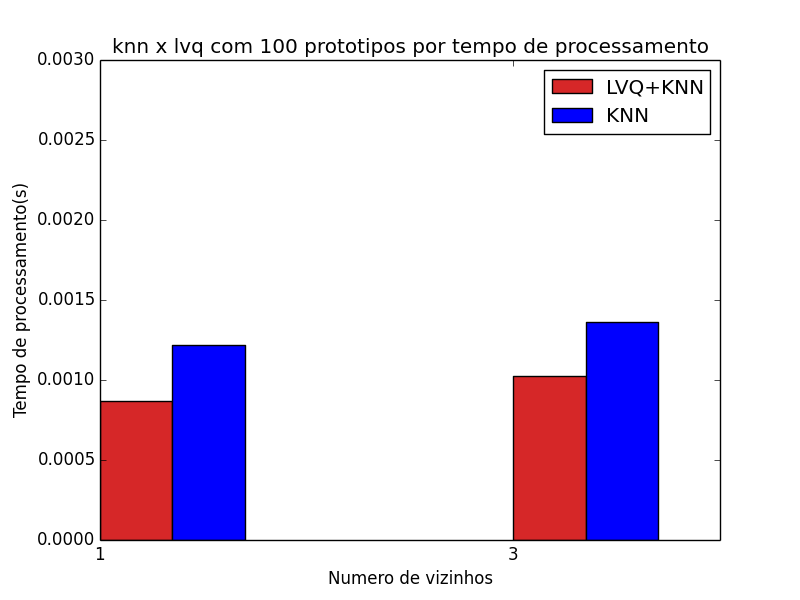 knn x lvq com 100 prototipos por tempo de processamento
LVQ+KNN
KNN
0.0030
0.0025
0.0020
0.0015
0.0010
0.0005
0.0000
Tempo de processamento(s)
1 3
Numero de vizinhos